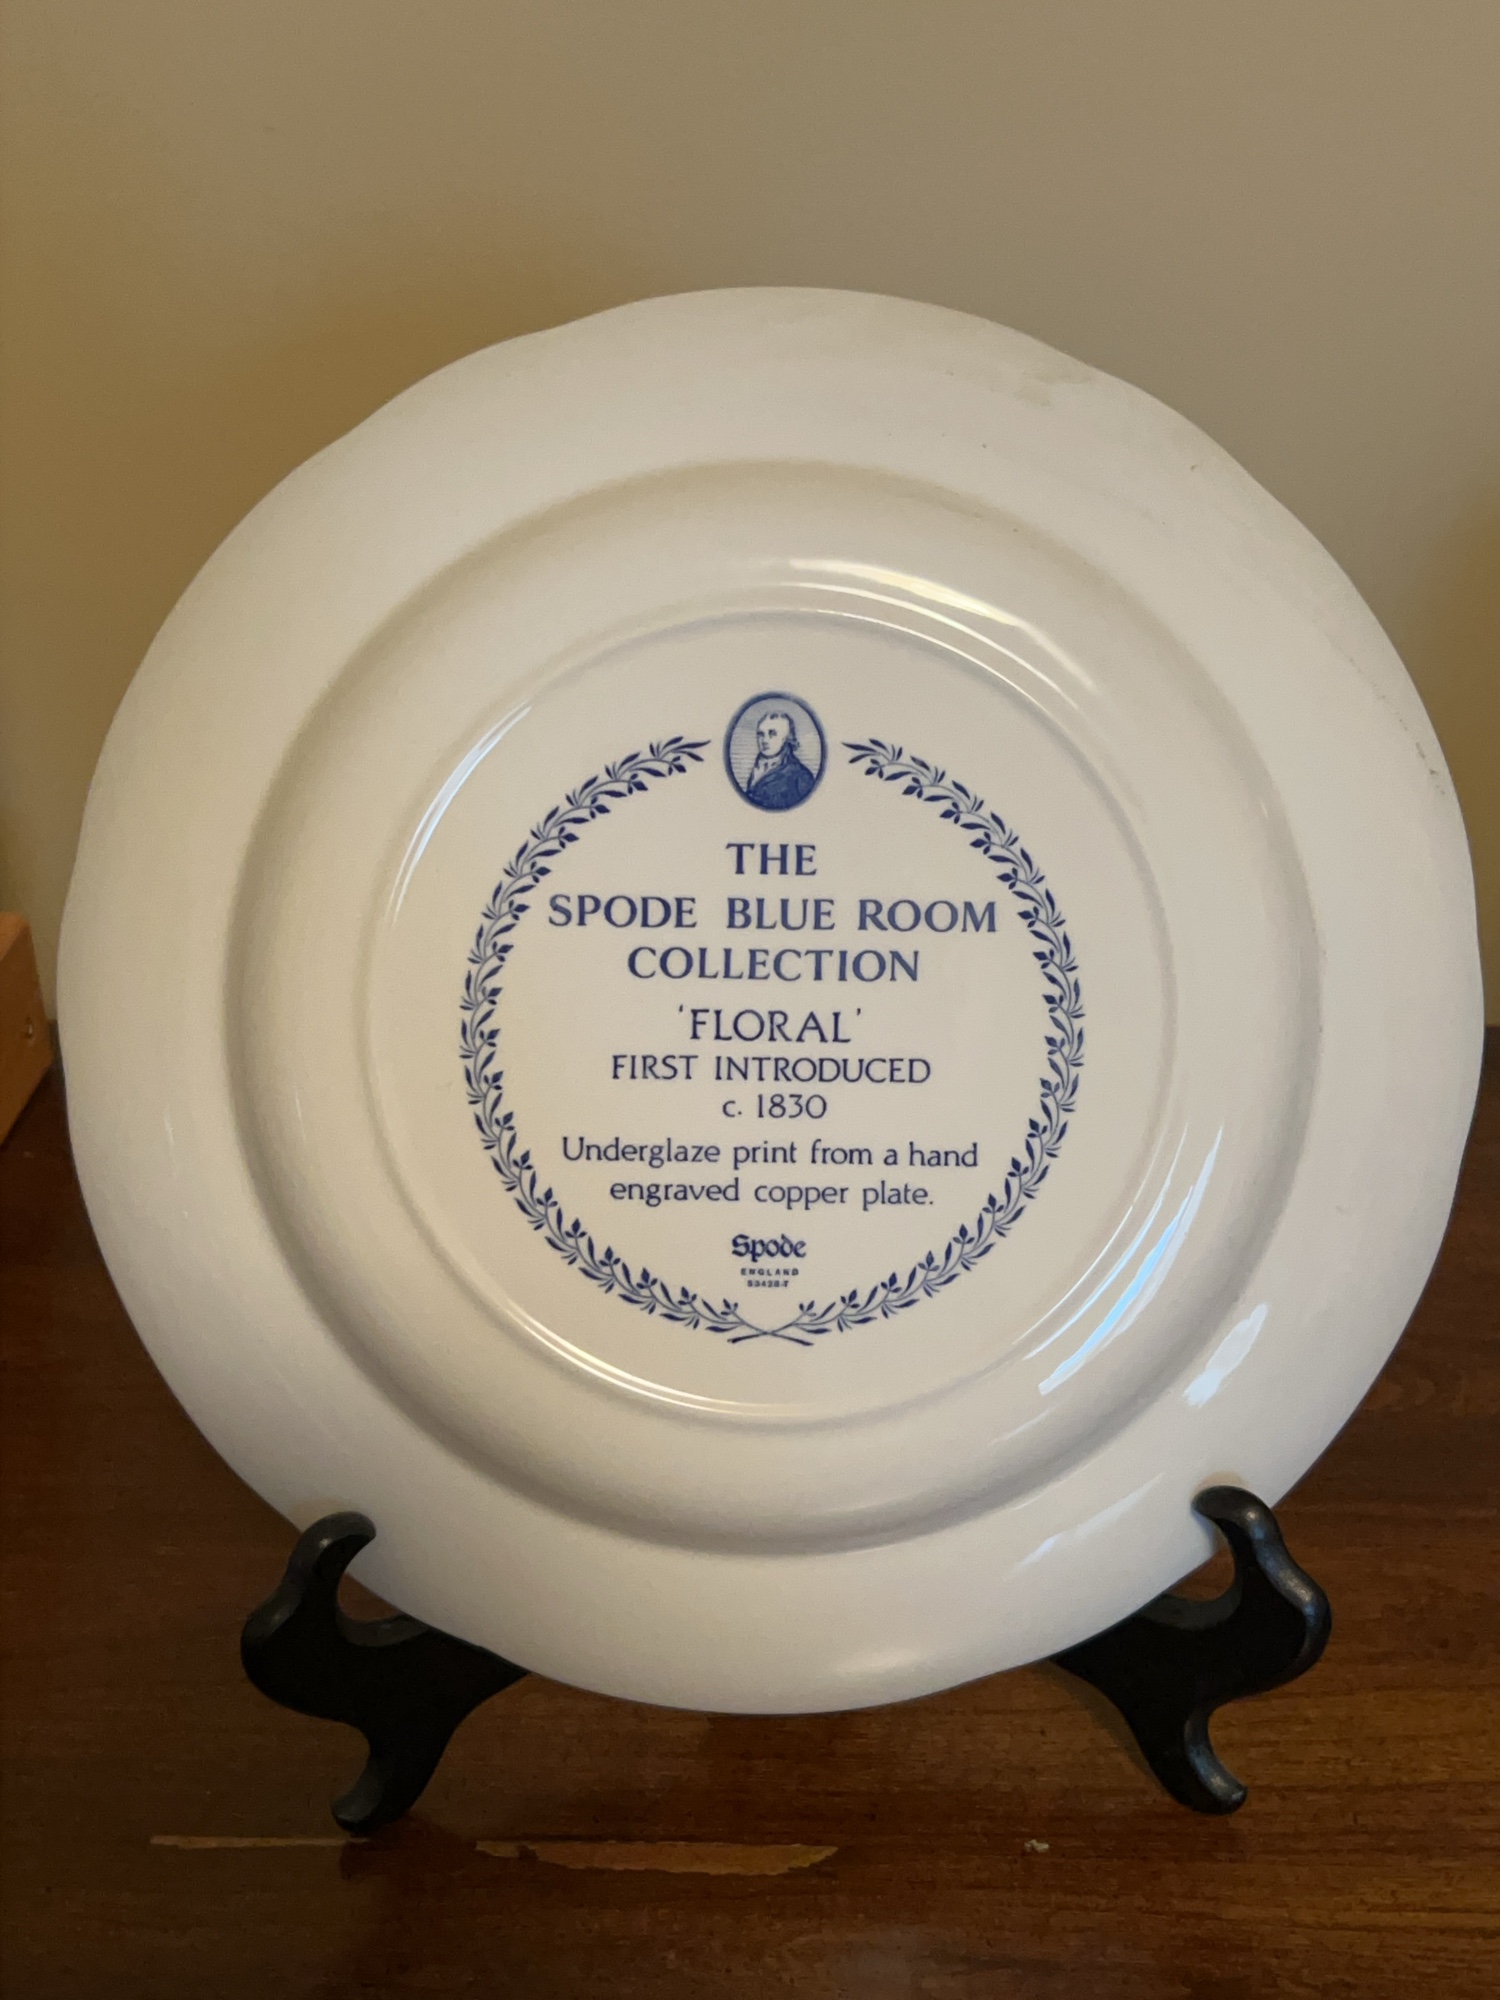 THE
SPODE BLUE ROOM
COLLECTION
'FLORAL'
FIRST INTRODUCED
c. 1830
Underglaze print from a hand
engraved copper plate.
Spode
ENGLAND